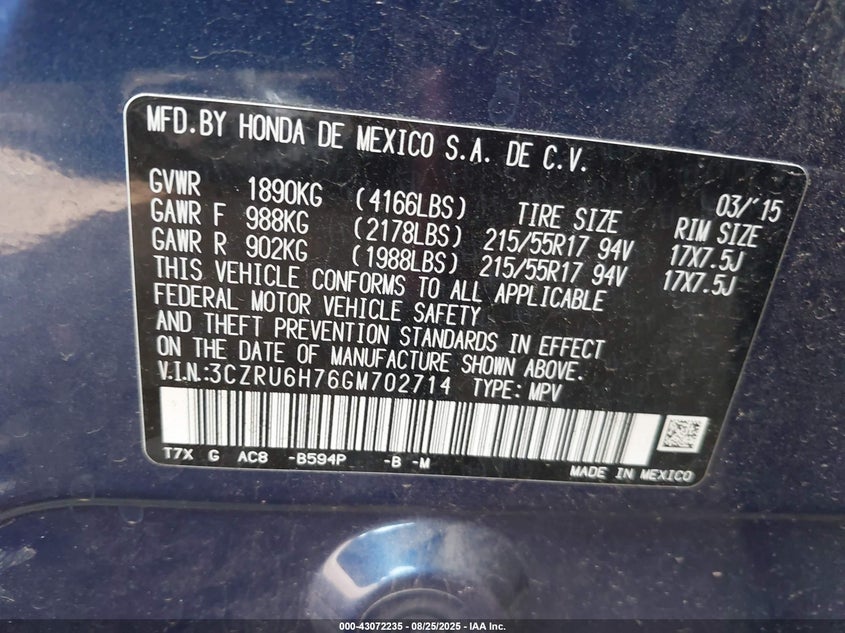 MFD.BY HONDA DE MEXICO S.A. DE C.V.
03/'15
GVWR 1890KG (4166LBS) TIRE SIZE RIM SIZE
GAWR F 988KG (2178LBS) 215/55R17 94V 17X7.5J
GAWR R 902KG (1988LBS) 215/55R17 94V 17X7.5J
THIS VEHICLE CONFORMS TO ALL APPLICABLE
FEDERAL MOTOR VEHICLE SAFETY
AND THEFT PREVENTION STANDARDS IN EFFECT
ON THE DATE OF MANUFACTURE SHOWN ABOVE.
V.I.N.:3CZRU6H76GM702714 TYPE: MPV
T7X G AC8 -B594P -B -M
MADE IN MEXICO
000-43072235 - 08/25/2025 - IAA Inc.